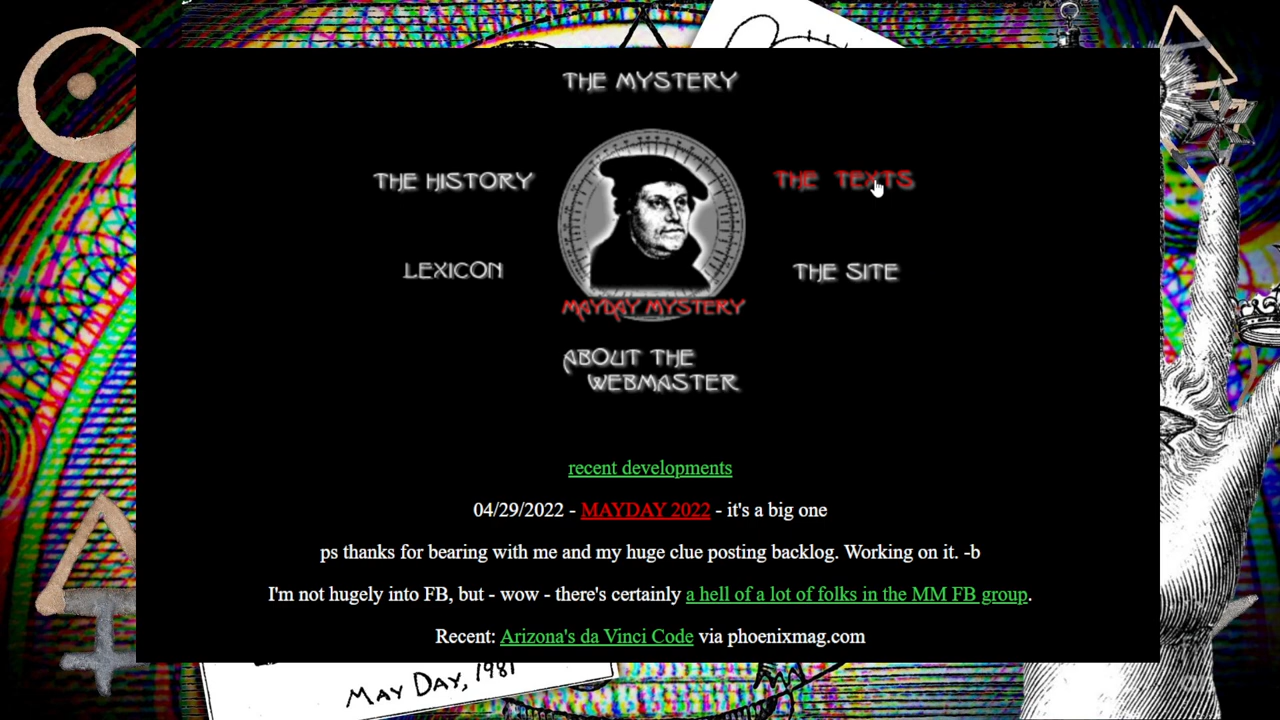 THE MYSTERY
THE HISTORY
THE TEXTS
LEXICON
THE SITE
MAYDAY MYSTERY
ABOUT THE
WEBMASTER
recent developments
04/29/2022 - MAYDAY 2022 - it's a big one
ps thanks for bearing with me and my huge clue posting backlog. Working on it. -b
I'm not hugely into FB, but - wow - there's certainly a hell of a lot of folks in the MM FB group.
Recent: Arizona's da Vinci Code via phoenixmag.com
MAY DAY, 1981